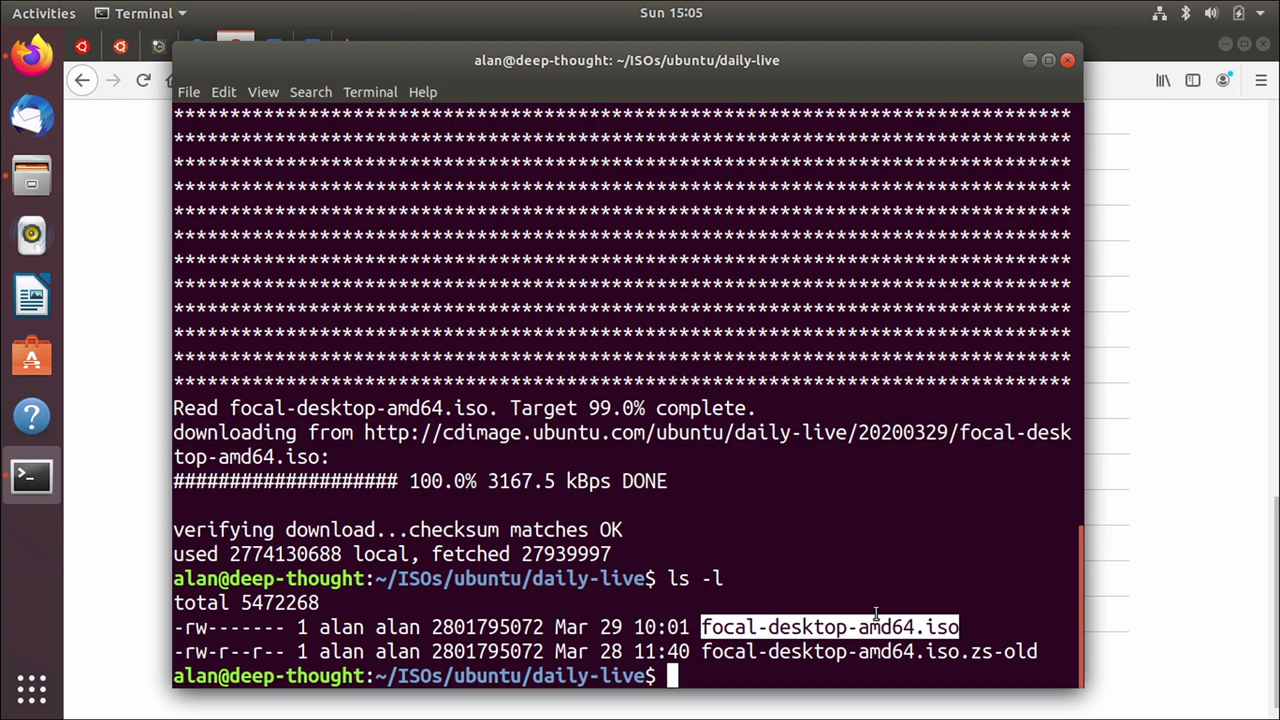 Activities Terminal Sun 15:05
alan@deep-thought: ~/ISOs/ubuntu/daily-live
File Edit View Search Terminal Help
********************************************************************************
********************************************************************************
********************************************************************************
********************************************************************************
********************************************************************************
********************************************************************************
********************************************************************************
********************************************************************************
********************************************************************************
********************************************************************************
********************************************************************************
********************************************************************************
Read focal-desktop-amd64.iso. Target 99.0% complete.
downloading from http://cdimage.ubuntu.com/ubuntu/daily-live/20200329/focal-desk
top-amd64.iso:
#################### 100.0% 3167.5 kBps DONE
verifying download...checksum matches OK
used 2774130688 local, fetched 27939997
alan@deep-thought:~/ISOs/ubuntu/daily-live$ ls -l
total 5472268
-rw------- 1 alan alan 2801795072 Mar 29 10:01 focal-desktop-amd64.iso
-rw-r--r-- 1 alan alan 2801795072 Mar 28 11:40 focal-desktop-amd64.iso.zs-old
alan@deep-thought:~/ISOs/ubuntu/daily-live$